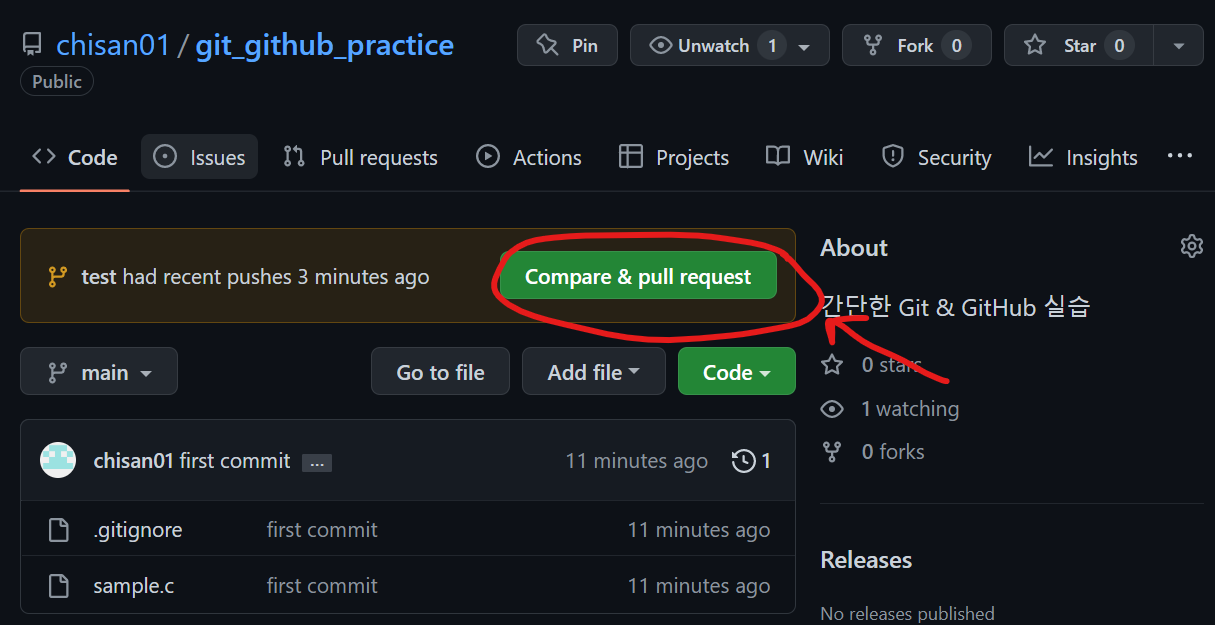 chisan01 / git_github_practice
Pin
Unwatch 1
Fork 0
Star 0
Public
Code
Issues
Pull requests
Actions
Projects
Wiki
Security
Insights
test had recent pushes 3 minutes ago
Compare & pull request
main
Go to file
Add file
Code
chisan01 first commit ...
11 minutes ago
1
.gitignore first commit 11 minutes ago
sample.c first commit 11 minutes ago
About
간단한 Git & GitHub 실습
0 stars
1 watching
0 forks
Releases
No releases published